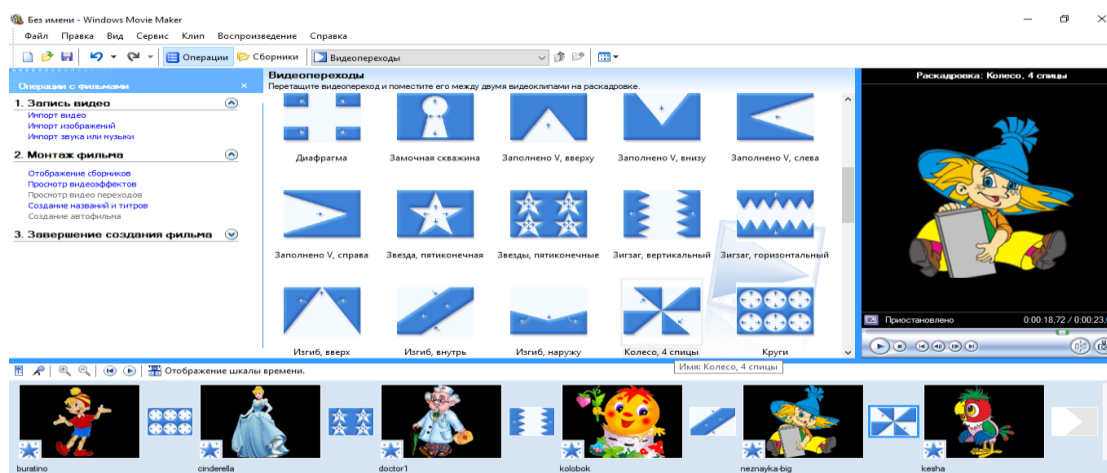 Без имени - Windows Movie Maker
Файл Правка Вид Сервис Клип Воспроизведение Справка
Операции Сборники Видеопереходы
Операции с фильмами
1. Запись видео
Импорт видео
Импорт изображений
Импорт звука или музыки
2. Монтаж фильма
Отображение сборников
Просмотр видеоэффектов
Просмотр видео переходов
Создание названий и титров
Создание автофильма
3. Завершение создания фильма
Видеопереходы
Перетащите видеопереход и поместите его между двумя видеоклипами на раскадровке.
Диафрагма Замочная скважина Заполнено V, вверху Заполнено V, внизу Заполнено V, слева
Заполнено V, справа Звезда, пятиконечная Звезды, пятиконечные Зигзаг, вертикальный Зигзаг, горизонтальный
Изгиб, вверх Изгиб, внутрь Изгиб, наружу Колесо, 4 спицы Круги
Имя: Колесо, 4 спицы
Раскадровка: Колесо, 4 спицы
Приостановлено 0:00:18,72 / 0:00:23,
Отображение шкалы времени.
buratino cinderella doctor1 kolobok neznayka-big kesha